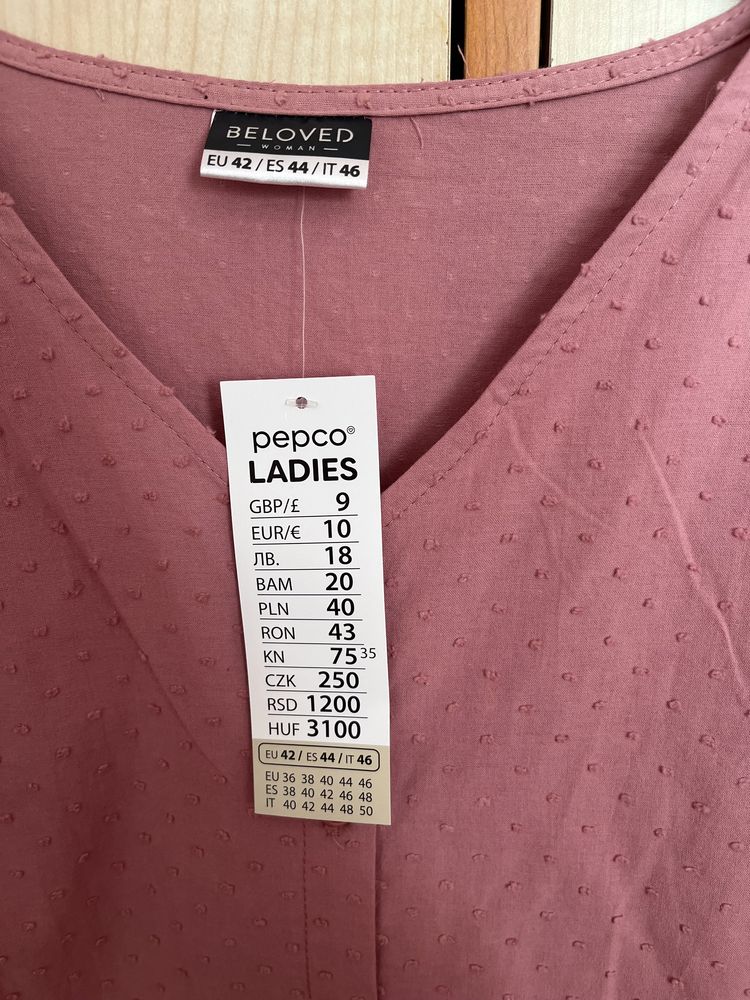 BELOVED
WOMAN
EU 42 / ES 44 / IT 46
pepco®
LADIES
GBP/£ 9
EUR/€ 10
ЛВ. 18
BAM 20
PLN 40
RON 43
KN 75 35
CZK 250
RSD 1200
HUF 3100
EU 42 / ES 44 / IT 46
EU 36 38 40 44 46
ES 38 40 42 46 48
IT 40 42 44 48 50